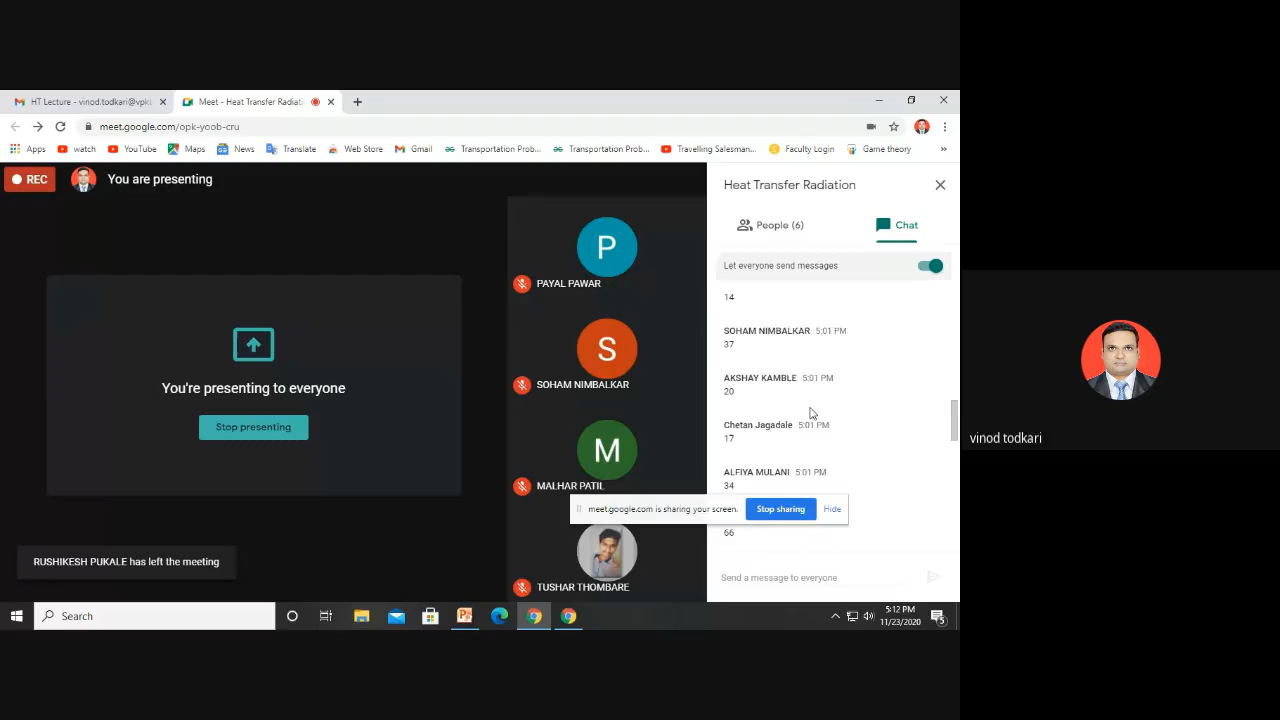 HT Lecture - vinod.todkari@vpk
Meet - Heat Transfer Radiati
meet.google.com/opk-yoob-cru
Apps
watch
YouTube
Maps
News
Translate
Web Store
Gmail
Transportation Prob...
Transportation Prob...
Travelling Salesman...
Faculty Login
Game theory
REC
You are presenting
You're presenting to everyone
Stop presenting
RUSHIKESH PUKALE has left the meeting
P
PAYAL PAWAR
S
SOHAM NIMBALKAR
M
MALHAR PATIL
TUSHAR THOMBARE
Heat Transfer Radiation
People (6)
Chat
Let everyone send messages
14
SOHAM NIMBALKAR 5:01 PM
37
AKSHAY KAMBLE 5:01 PM
20
Chetan Jagadale 5:01 PM
17
ALFIYA MULANI 5:01 PM
34
meet.google.com is sharing your screen.
Stop sharing
Hide
66
Send a message to everyone
Search
5:12 PM
11/23/2020
5
vinod todkari